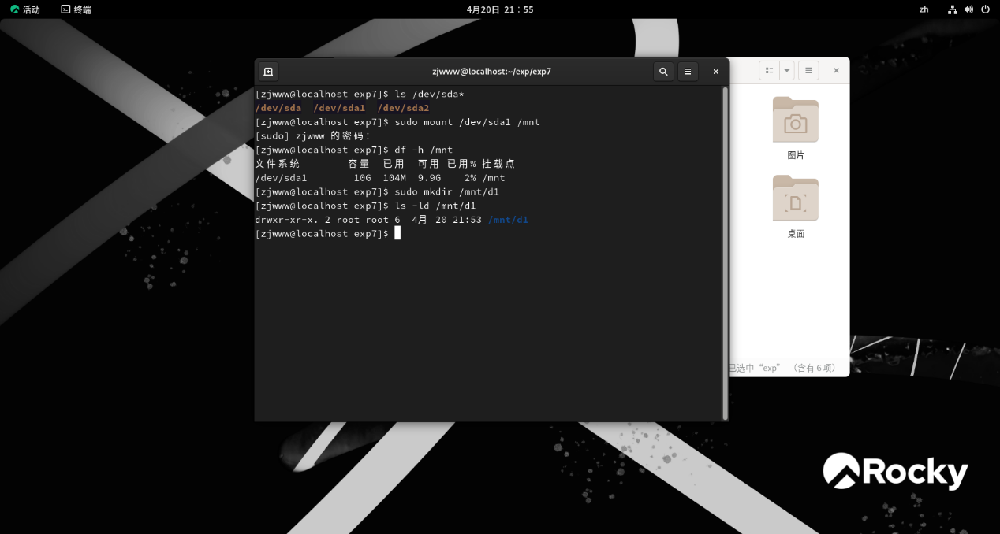 活动 终端 4月20日 21：55 zh
zjwww@localhost:~/exp/exp7
[zjwww@localhost exp7]$ ls /dev/sda*
/dev/sda /dev/sda1 /dev/sda2
[zjwww@localhost exp7]$ sudo mount /dev/sda1 /mnt
[sudo] zjwww 的密码：
[zjwww@localhost exp7]$ df -h /mnt
文件系统 容量 已用 可用 已用% 挂载点
/dev/sda1 10G 104M 9.9G 2% /mnt
[zjwww@localhost exp7]$ sudo mkdir /mnt/d1
[zjwww@localhost exp7]$ ls -ld /mnt/d1
drwxr-xr-x. 2 root root 6 4月 20 21:53 /mnt/d1
[zjwww@localhost exp7]$
图片
桌面
已选中“exp” （含有 6 项）
Rocky